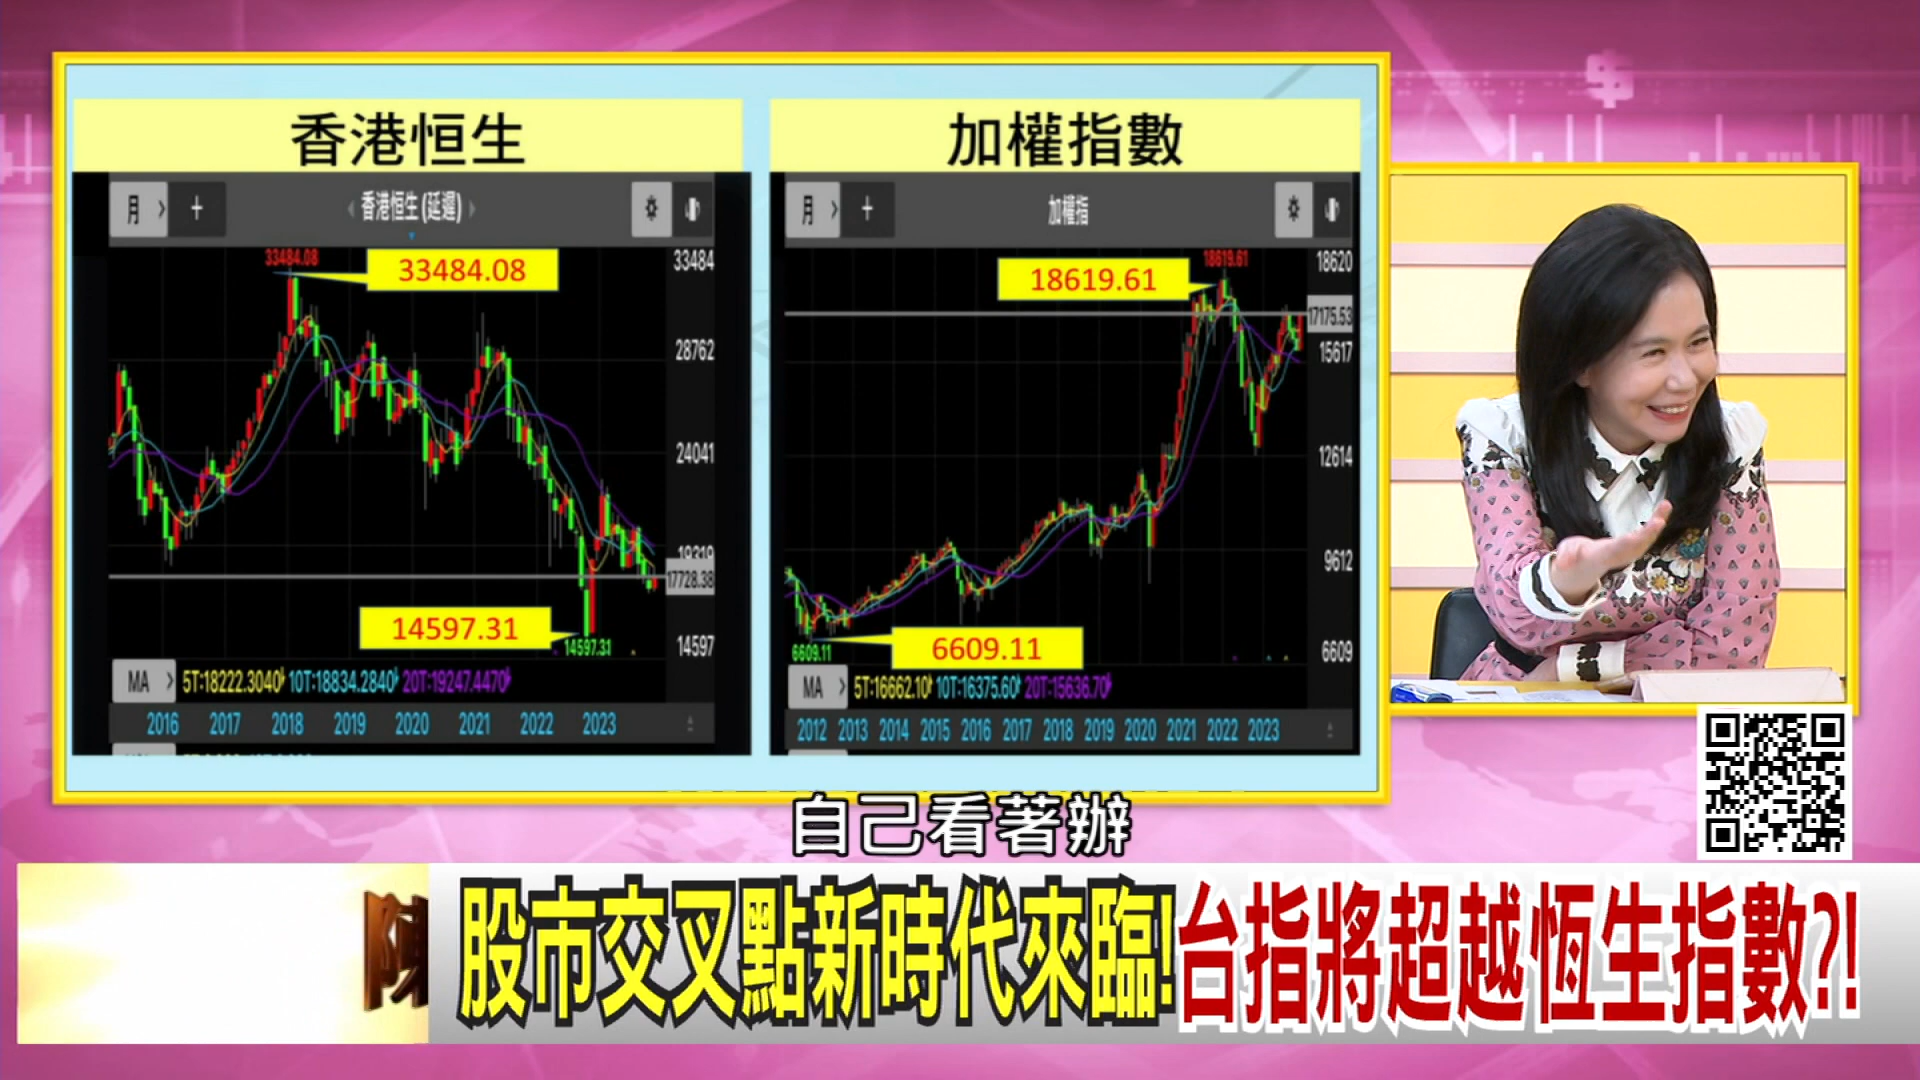 香港恒生
月 > + 香港恒生(延遲)
33484.08
33484.08
33484
28762
24041
19319
17728.38
14597.31
14597.31
14597
MA > 5T:18222.3040 10T:18834.2840 20T:19247.4470
2016 2017 2018 2019 2020 2021 2022 2023
加權指數
月 > + 加權指
18619.61
18619.61
18620
17175.53
15617
12614
9612
6609.11
6609.11
6609
MA > 5T:16662.10 10T:16375.60 20T:15636.70
2012 2013 2014 2015 2016 2017 2018 2019 2020 2021 2022 2023
自己看著辦
陳
股市交叉點新時代來臨!台指將超越恆生指數?!